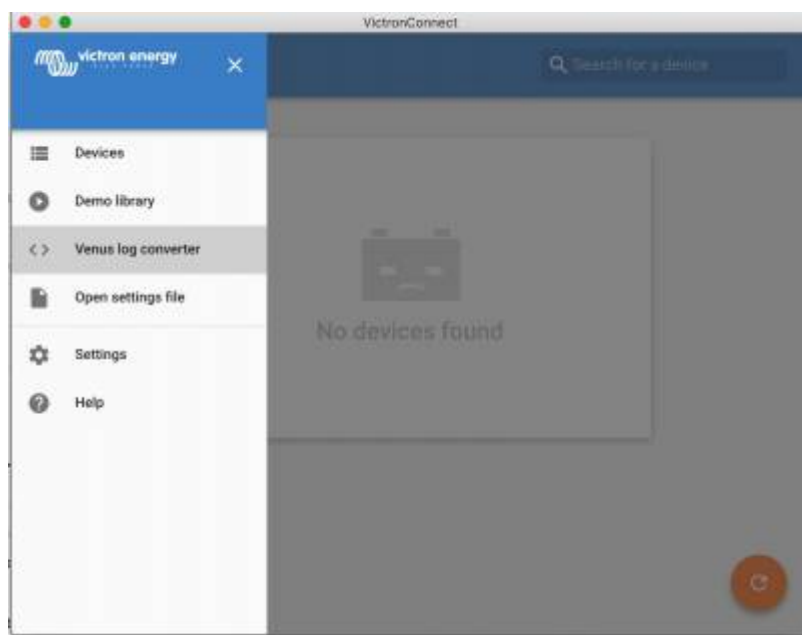 VictronConnect
victron energy
Search for a device
Devices
Demo library
Venus log converter
Open settings file
No devices found
Settings
Help